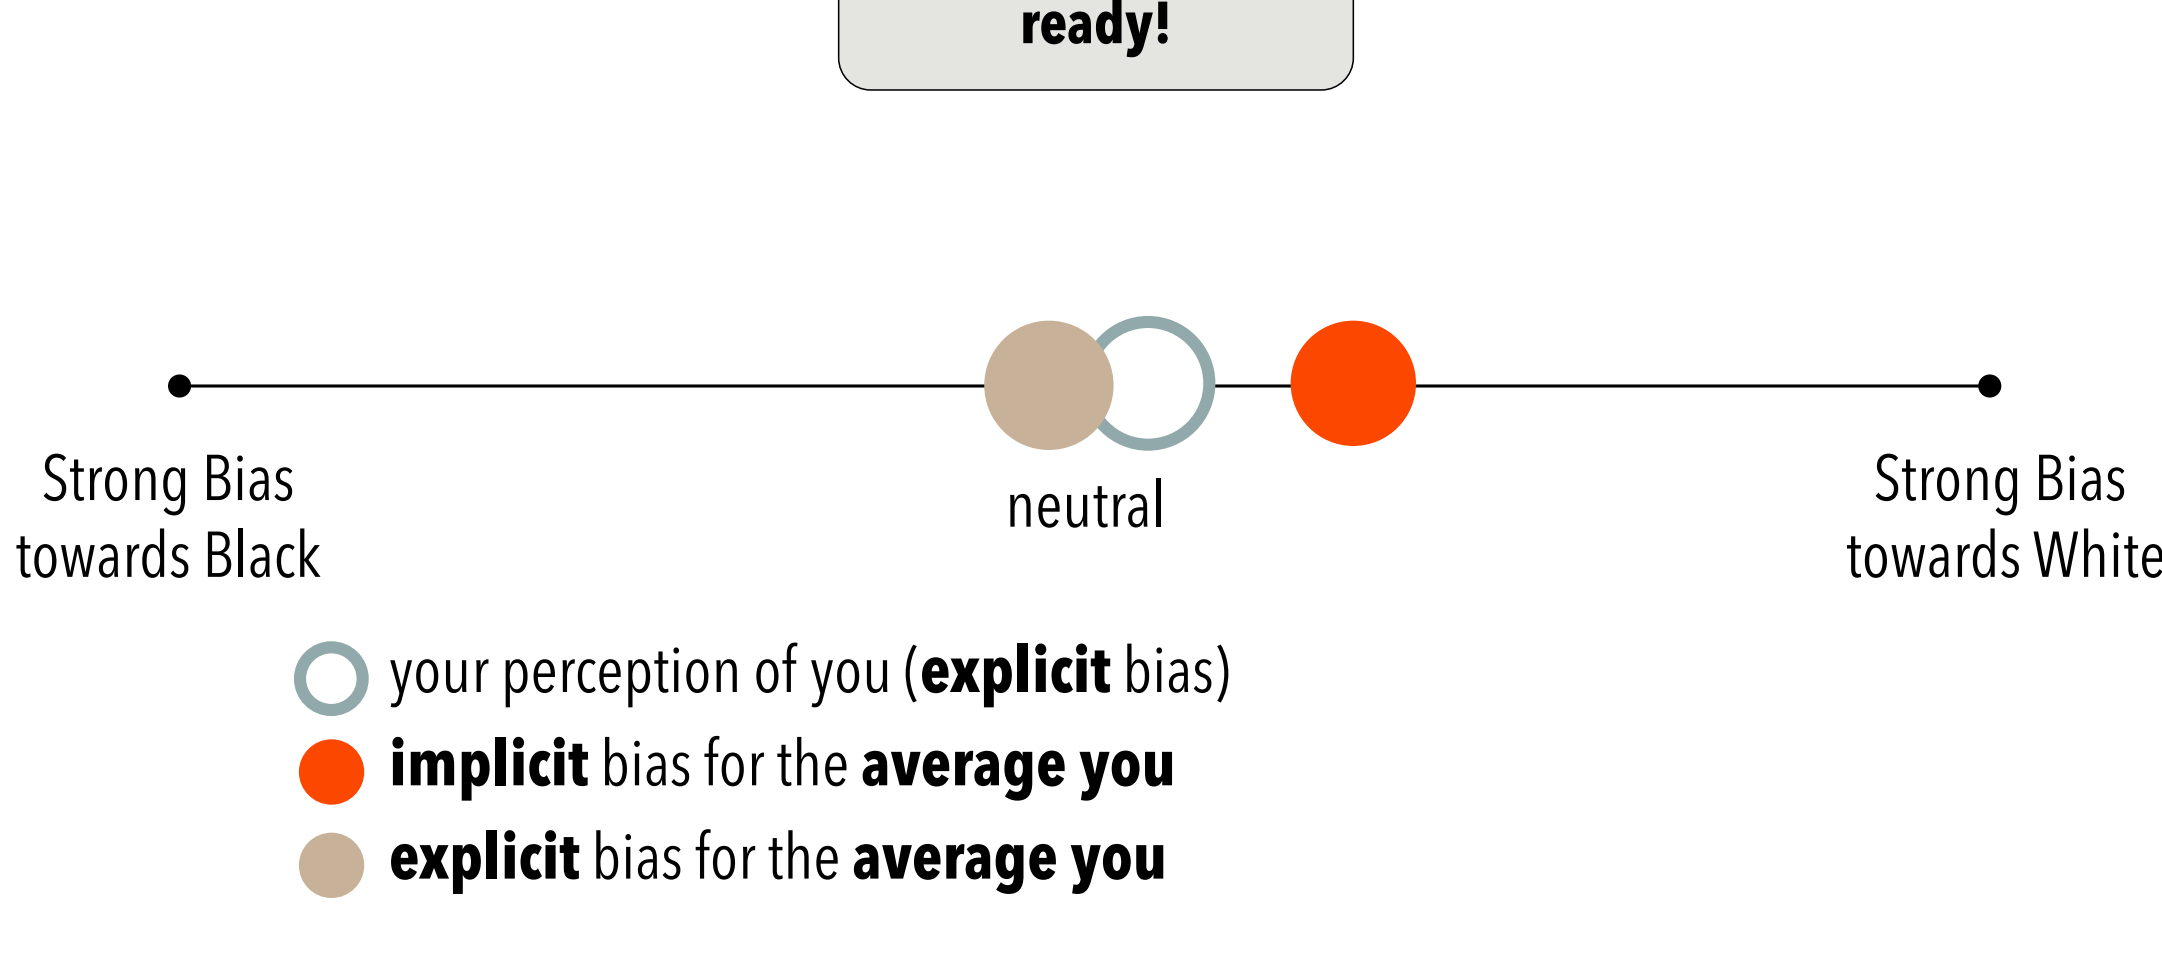 ready!
Strong Bias
towards Black
neutral
Strong Bias
towards White
your perception of you (explicit bias)
implicit bias for the average you
explicit bias for the average you